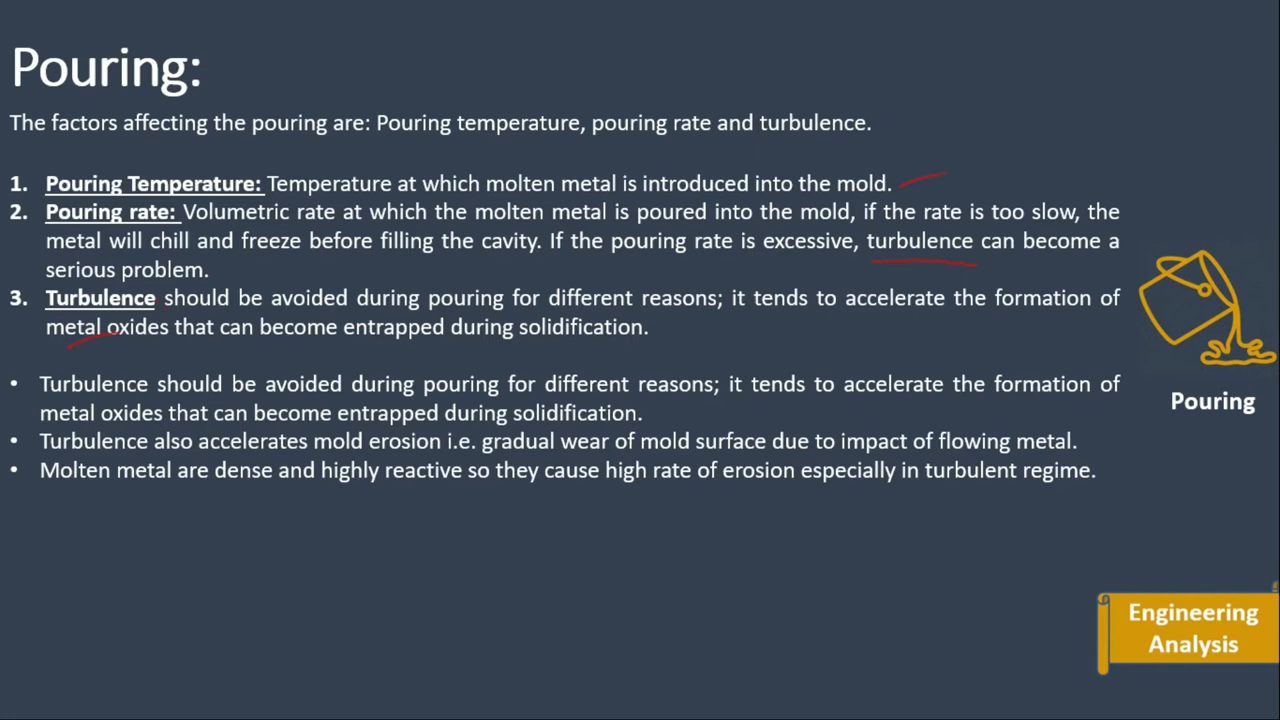 Pouring:
The factors affecting the pouring are: Pouring temperature, pouring rate and turbulence.
1. Pouring Temperature: Temperature at which molten metal is introduced into the mold.
2. Pouring rate: Volumetric rate at which the molten metal is poured into the mold, if the rate is too slow, the
metal will chill and freeze before filling the cavity. If the pouring rate is excessive, turbulence can become a
serious problem.
3. Turbulence should be avoided during pouring for different reasons; it tends to accelerate the formation of
metal oxides that can become entrapped during solidification.
• Turbulence should be avoided during pouring for different reasons; it tends to accelerate the formation of
metal oxides that can become entrapped during solidification.
• Turbulence also accelerates mold erosion i.e. gradual wear of mold surface due to impact of flowing metal.
• Molten metal are dense and highly reactive so they cause high rate of erosion especially in turbulent regime.
Pouring
Engineering
Analysis